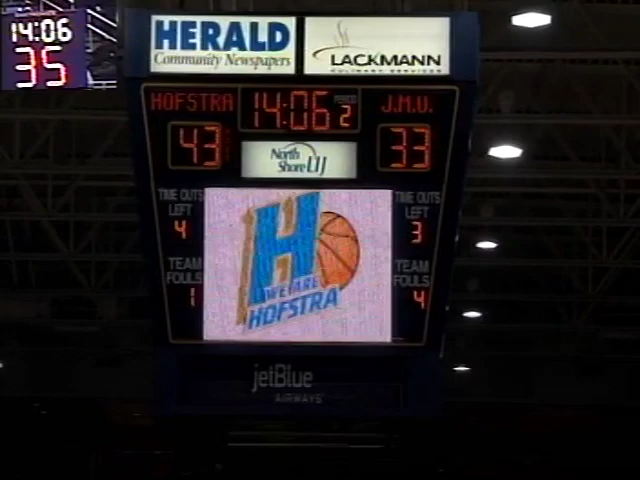 14:06
35
HERALD
Community Newspapers
LACKMANN
CULINARY SERVICES
HOFSTRA 14:06 PERIOD 2 J.M.U.
43 33
North
Shore LIJ
TIME OUTS
LEFT
4
TIME OUTS
LEFT
3
TEAM
FOULS
1
TEAM
FOULS
4
H
WE ARE
HOFSTRA
jetBlue
AIRWAYS